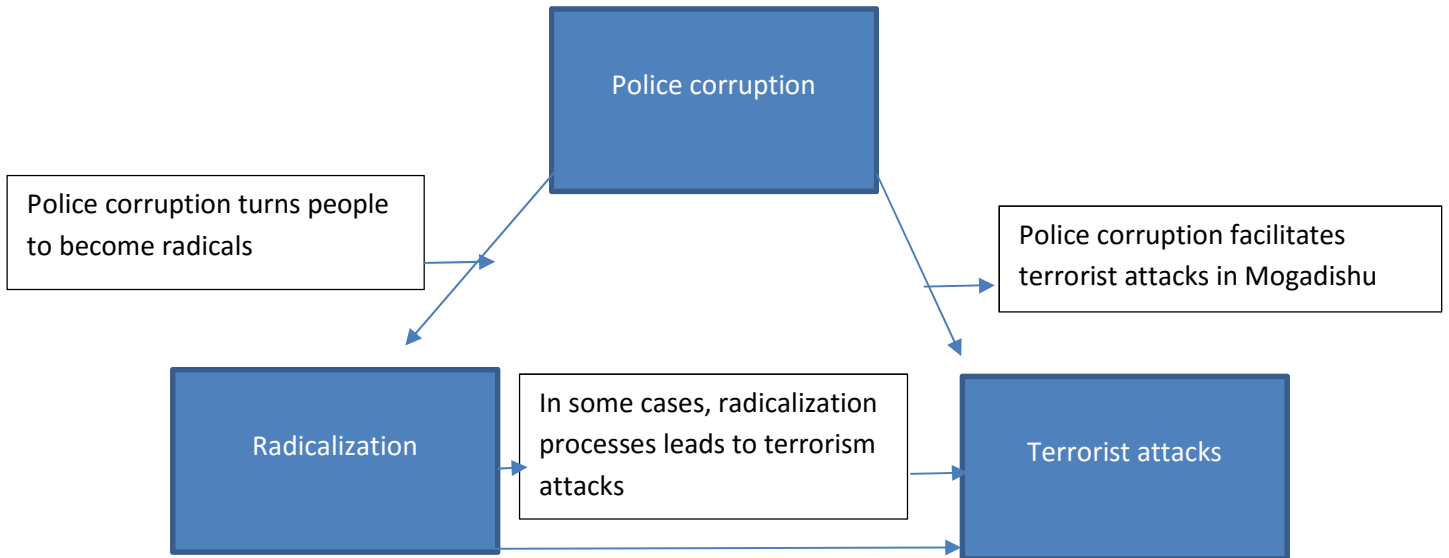 Police corruption
Police corruption turns people
to become radicals
Police corruption facilitates
terrorist attacks in Mogadishu
Radicalization
In some cases, radicalization
processes leads to terrorism
attacks
Terrorist attacks